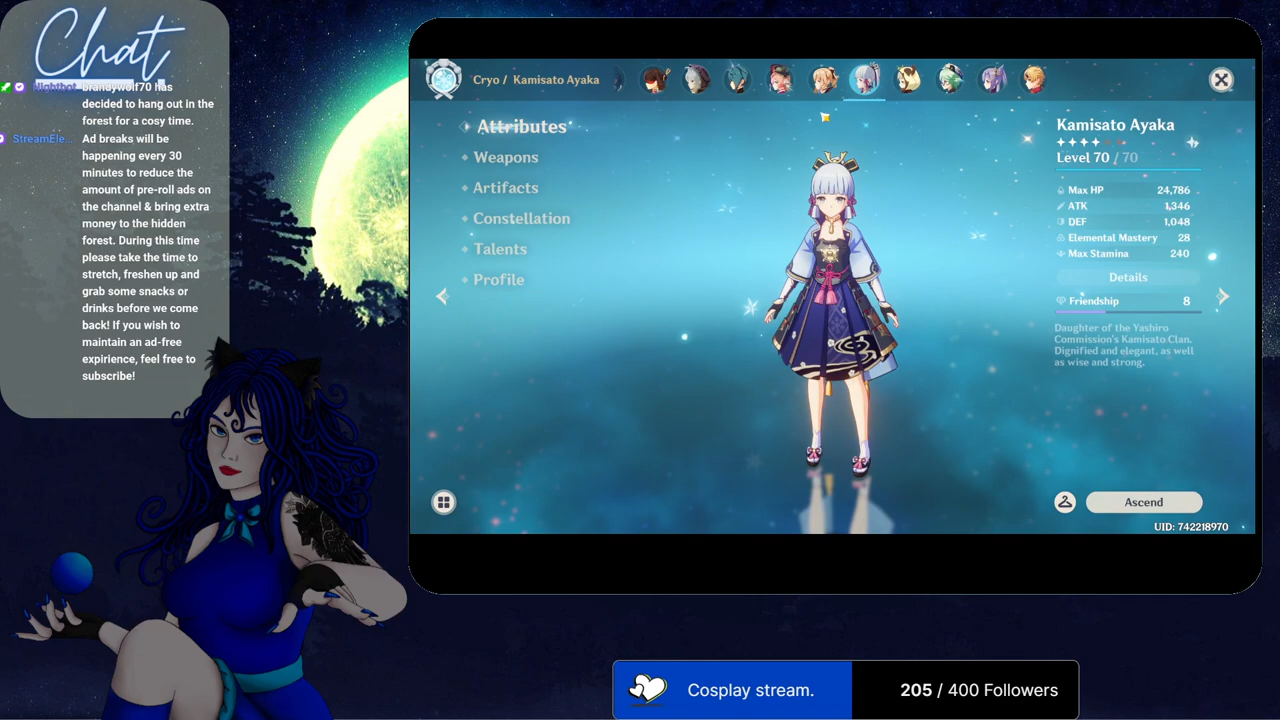 Chat
Nightbot brandywolf70 has
decided to hang out in the
forest for a cosy time.
StreamEle... Ad breaks will be
happening every 30
minutes to reduce the
amount of pre-roll ads on
the channel & bring extra
money to the hidden
forest. During this time
please take the time to
stretch, freshen up and
grab some snacks or
drinks before we come
back! If you wish to
maintain an ad-free
expirience, feel free to
subscribe!
Cryo / Kamisato Ayaka
Attributes
Weapons
Artifacts
Constellation
Talents
Profile
Kamisato Ayaka
Level 70 / 70
Max HP 24,786
ATK 1,346
DEF 1,048
Elemental Mastery 28
Max Stamina 240
Details
Friendship 8
Daughter of the Yashiro
Commission's Kamisato Clan.
Dignified and elegant, as well
as wise and strong.
Ascend
UID: 742218970
Cosplay stream.
205 / 400 Followers